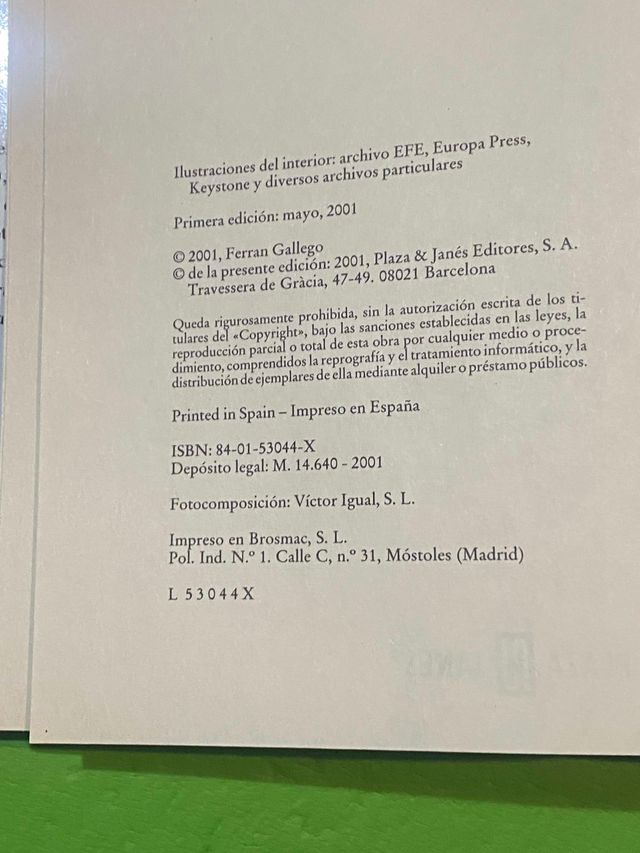 Ilustraciones del interior: archivo EFE, Europa Press,
Keystone y diversos archivos particulares
Primera edición: mayo, 2001
© 2001, Ferran Gallego
© de la presente edición: 2001, Plaza & Janés Editores, S. A.
Travessera de Gràcia, 47-49. 08021 Barcelona
Queda rigurosamente prohibida, sin la autorización escrita de los ti-
tulares del «Copyright», bajo las sanciones establecidas en las leyes, la
reproducción parcial o total de esta obra por cualquier medio o proce-
dimiento, comprendidos la reprografía y el tratamiento informático, y la
distribución de ejemplares de ella mediante alquiler o préstamo públicos.
Printed in Spain – Impreso en España
ISBN: 84-01-53044-X
Depósito legal: M. 14.640 - 2001
Fotocomposición: Víctor Igual, S. L.
Impreso en Brosmac, S. L.
Pol. Ind. N.º 1. Calle C, n.º 31, Móstoles (Madrid)
L 5 3 0 4 4 X